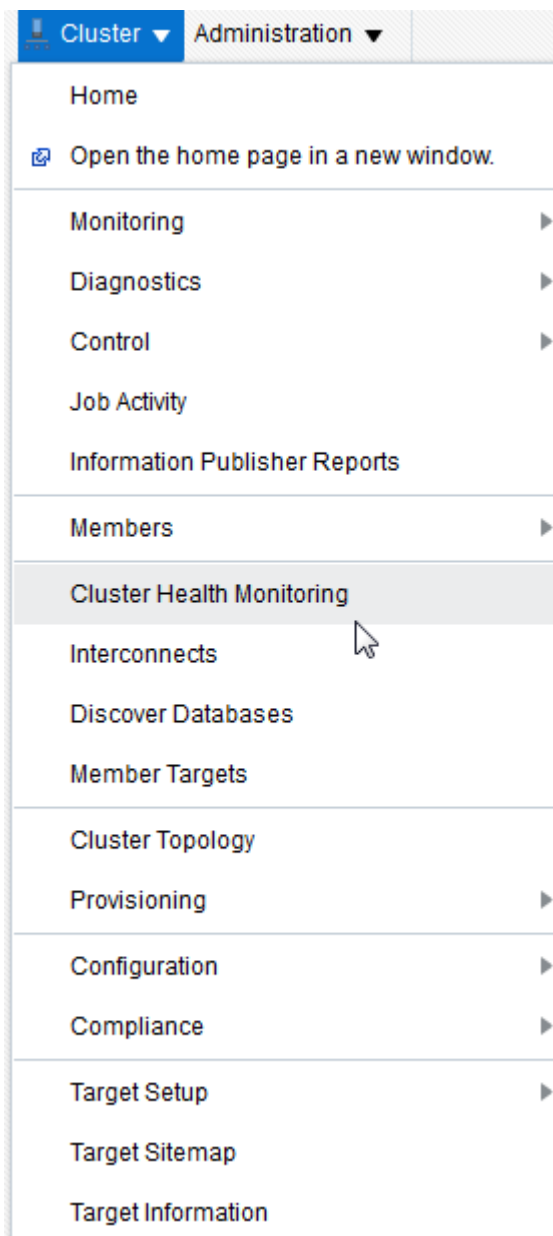 Cluster Administration
Home
Open the home page in a new window.
Monitoring
Diagnostics
Control
Job Activity
Information Publisher Reports
Members
Cluster Health Monitoring
Interconnects
Discover Databases
Member Targets
Cluster Topology
Provisioning
Configuration
Compliance
Target Setup
Target Sitemap
Target Information